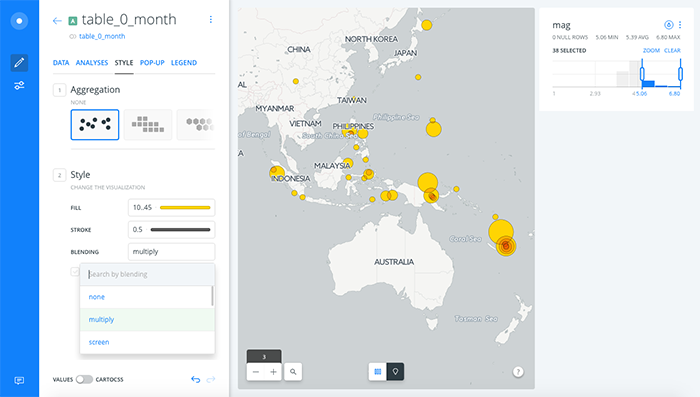 table_0_month
A
table_0_month
DATA
ANALYSES
STYLE
POP-UP
LEGEND
1
Aggregation
NONE
2
Style
CHANGE THE VISUALIZATION
FILL
10..45
STROKE
0.5
BLENDING
multiply
Search by blending
none
multiply
screen
VALUES
CARTOCSS
NORTH KOREA
JAPAN
CHINA
TAIWAN
MYANMAR
Philippine Sea
VIETNAM
PHILIPPINES
of Bengal
South China Sea
MALAYSIA
INDONESIA
Coral Sea
AUSTRALIA
Tasman Sea
3
?
mag
0 NULL ROWS
5.06 MIN
5.39 AVG
6.80 MAX
38 SELECTED
ZOOM
CLEAR
1
2.93
5.06
6.80